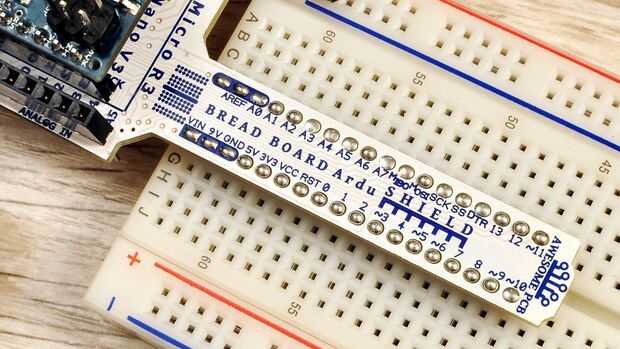 Micro R3
Nano V3
ANALOG IN
AREF A0 A1 A2 A3 A4 A5 A6 A7 SCK SS DTR 13 12 ~11
BREAD BOARD Ardu SHIELD
VIN 9V GND 5V 3V3 VCC RST 0 1 2 ~3 4 ~5 ~6 7 8 ~9 ~10
AWESOME PCB
A
B
C
60
55
50
45
G
H
I
J
60
55
+
-